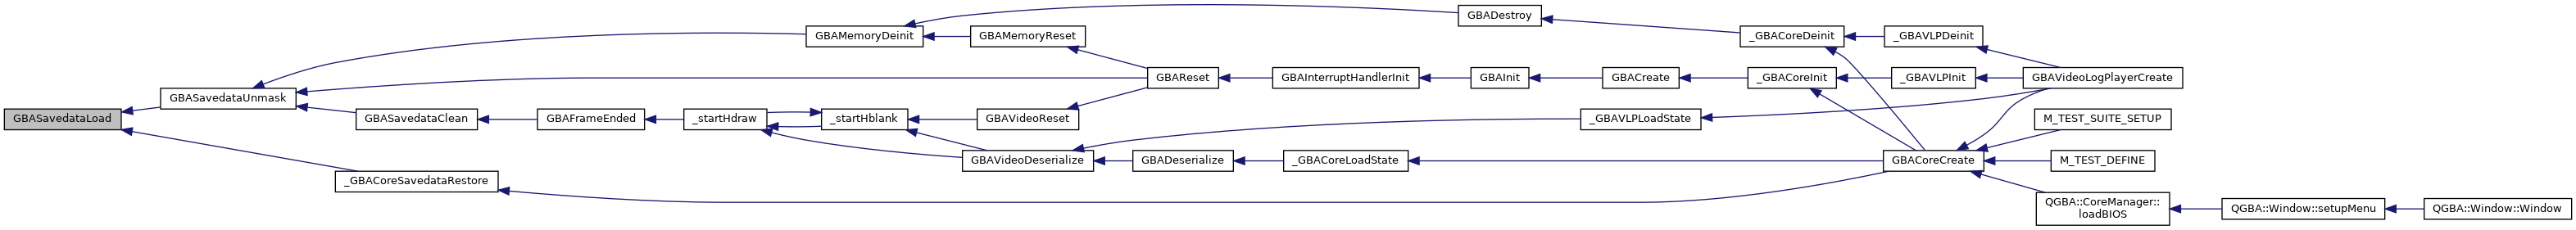 GBASavedataLoad
GBASavedataUnmask
GBAMemoryDeinit
GBADestroy
_GBACoreDeinit
_GBAVLPDeinit
GBAVideoLogPlayerCreate
GBAMemoryReset
GBAReset
GBAInterruptHandlerInit
GBAInit
GBACreate
_GBACoreInit
_GBAVLPInit
GBASavedataClean
GBAFrameEnded
_startHdraw
_startHblank
GBAVideoReset
GBAVideoDeserialize
_GBAVLPLoadState
GBADeserialize
_GBACoreLoadState
GBACoreCreate
M_TEST_SUITE_SETUP
M_TEST_DEFINE
QGBA::CoreManager::
loadBIOS
QGBA::Window::setupMenu
QGBA::Window::Window
_GBACoreSavedataRestore